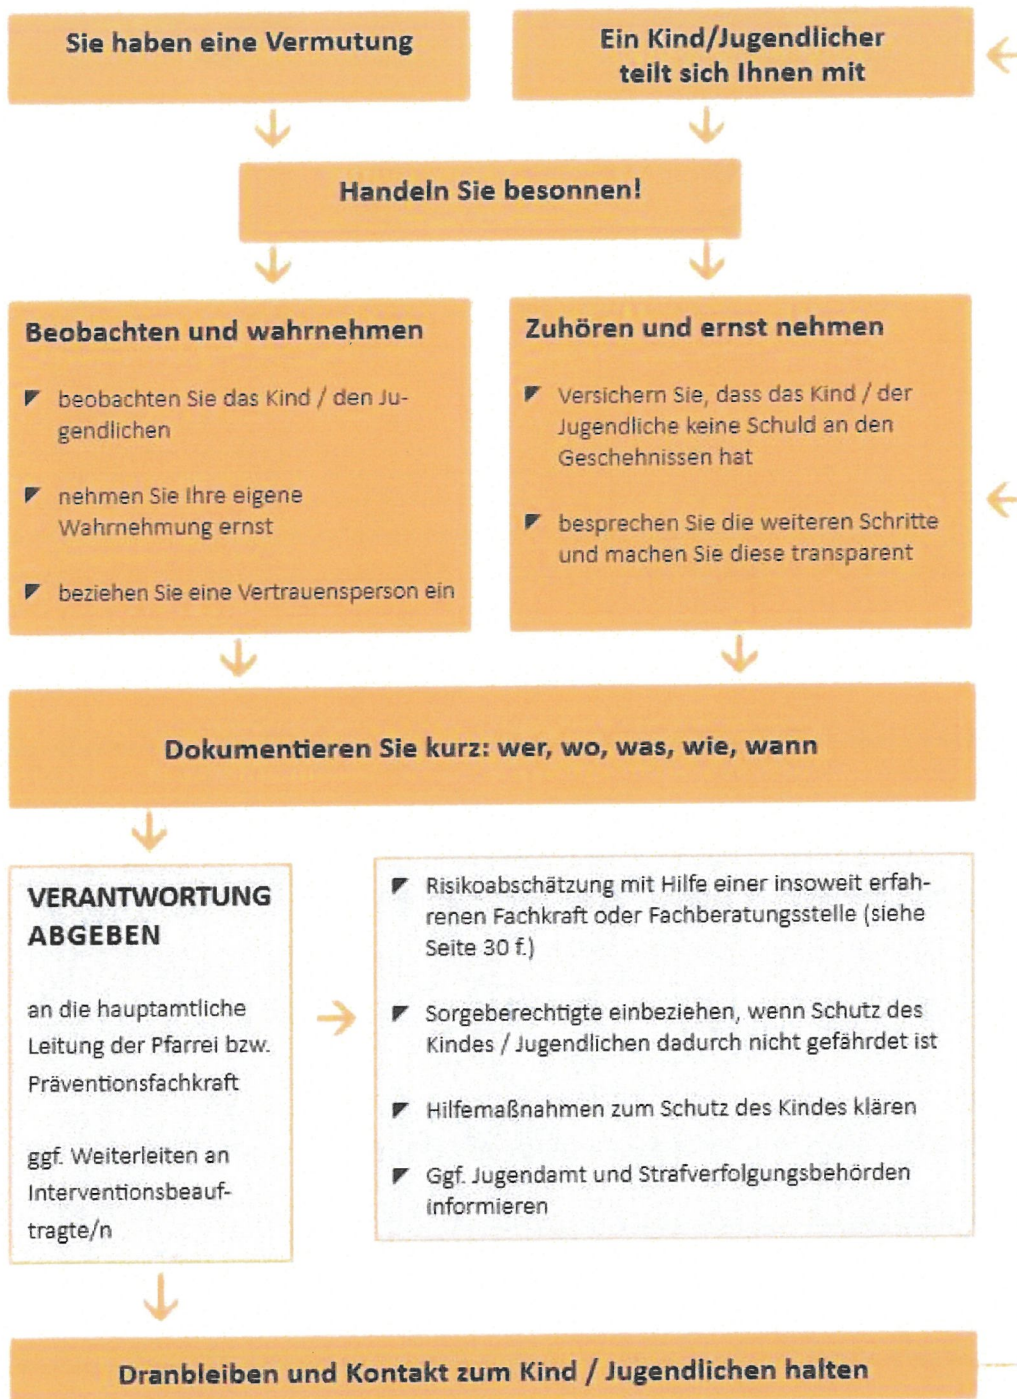 Sie haben eine Vermutung
Ein Kind/Jugendlicher
teilt sich Ihnen mit
Handeln Sie besonnen!
Beobachten und wahrnehmen
beobachten Sie das Kind / den Ju-
gendlichen
nehmen Sie Ihre eigene
Wahrnehmung ernst
beziehen Sie eine Vertrauensperson ein
Zuhören und ernst nehmen
Versichern Sie, dass das Kind / der
Jugendliche keine Schuld an den
Geschehnissen hat
besprechen Sie die weiteren Schritte
und machen Sie diese transparent
Dokumentieren Sie kurz: wer, wo, was, wie, wann
VERANTWORTUNG
ABGEBEN
an die hauptamtliche
Leitung der Pfarrei bzw.
Präventionsfachkraft
ggf. Weiterleiten an
Interventionsbeauf-
tragte/n
Risikoabschätzung mit Hilfe einer insoweit erfah-
renen Fachkraft oder Fachberatungsstelle (siehe
Seite 30 f.)
Sorgeberechtigte einbeziehen, wenn Schutz des
Kindes / Jugendlichen dadurch nicht gefährdet ist
Hilfemaßnahmen zum Schutz des Kindes klären
Ggf. Jugendamt und Strafverfolgungsbehörden
informieren
Dranbleiben und Kontakt zum Kind / Jugendlichen halten